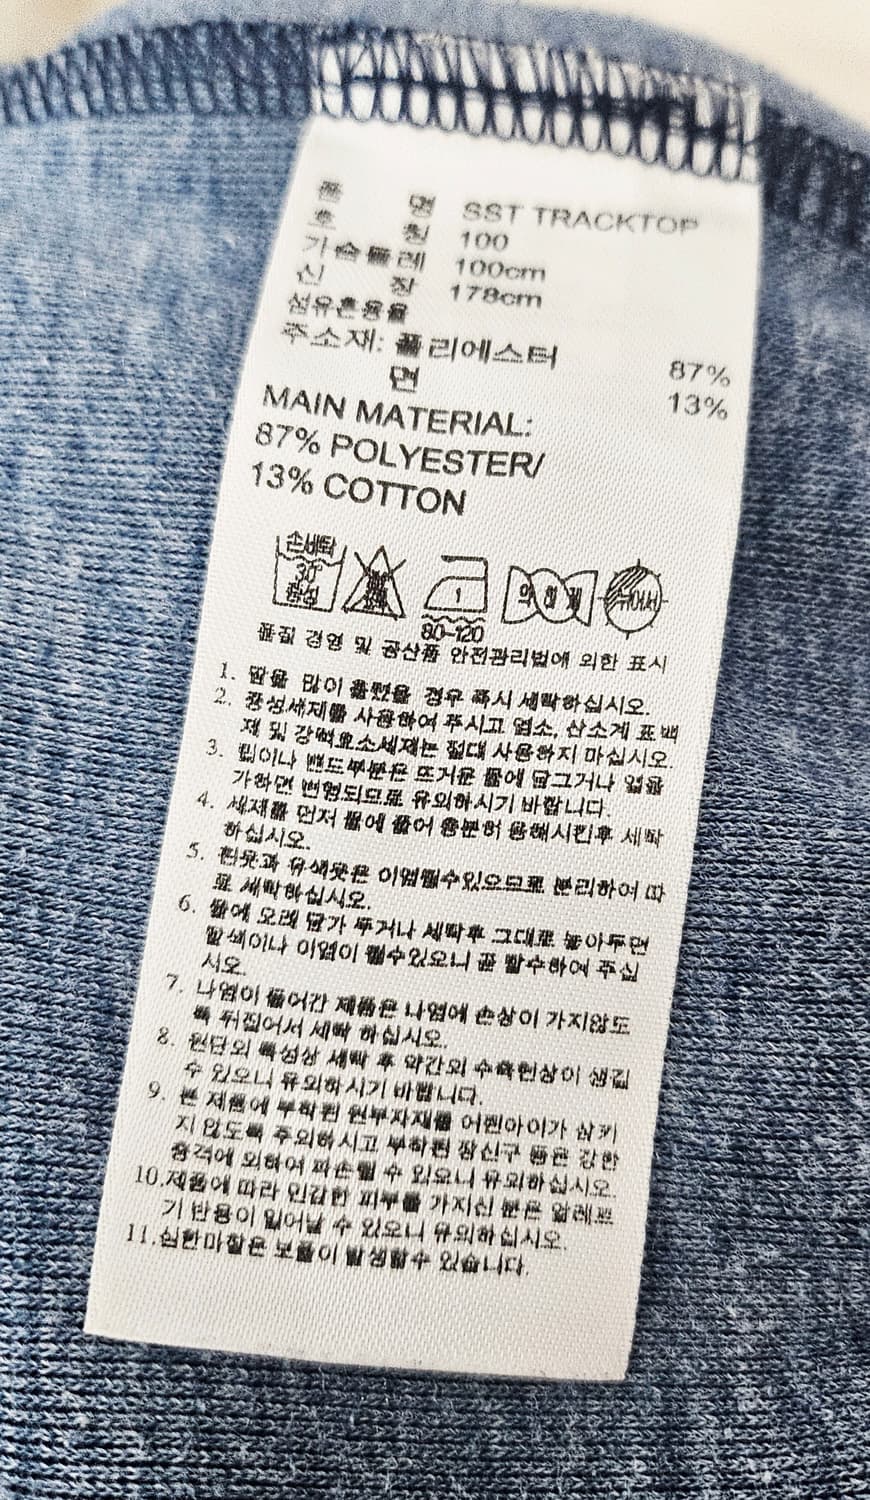 품 명 SST TRACKTOP
호 칭 100
가슴둘레 100cm
신 장 178cm
섬유혼용율
주소재: 폴리에스터 87%
면 13%
MAIN MATERIAL:
87% POLYESTER/
13% COTTON
손세탁
30°
중성
1
80-120
약하게
뉘어서
품질 경영 및 공산품 안전관리법에 의한 표시
1. 땀을 많이 흘렸을 경우 즉시 세탁하십시오.
2. 중성세제를 사용하여 주시고 염소, 산소계 표백
제 및 강력효소세제는 절대 사용하지 마십시오.
3. 립이나 밴드부분은 뜨거운 물에 담그거나 열을
가하면 변형되므로 유의하시기 바랍니다.
4. 세제를 먼저 물에 풀어 충분히 용해시킨후 세탁
하십시오.
5. 흰옷과 유색옷은 이염될수있으므로 분리하여 따
로 세탁하십시오.
6. 물에 오래 담가 두거나 세탁후 그대로 놓아두면
탈색이나 이염이 될수있으니 곧 탈수하여 주십
시오.
7. 나염이 들어간 제품은 나염에 손상이 가지않도
록 뒤집어서 세탁 하십시오.
8. 원단의 특성상 세탁 후 약간의 수축현상이 생길
수 있으니 유의하시기 바랍니다.
9. 본 제품에 부착된 원부자재를 어린아이가 삼키
지 않도록 주의하시고 부착된 장신구 등은 강한
충격에 의하여 파손될 수 있으니 유의하십시오.
10.제품에 따라 민감한 피부를 가지신 분은 알레르
기 반응이 일어날 수 있으니 유의하십시오.
11.심한마찰은 보풀이 발생할수 있습니다.